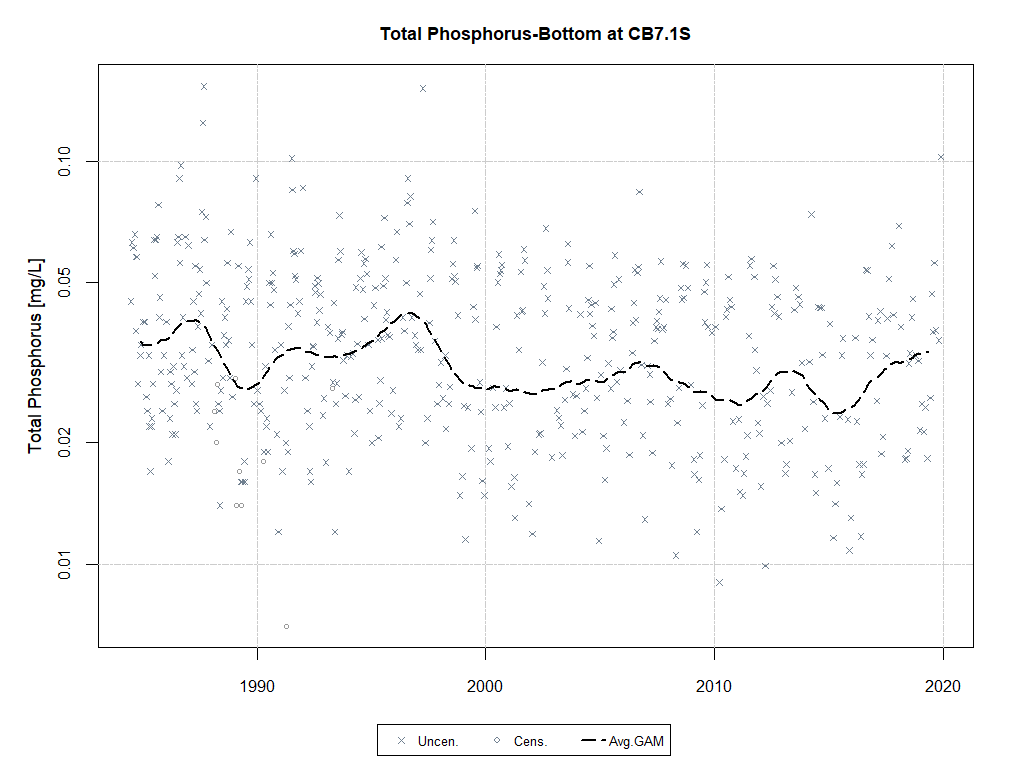 Total Phosphorus-Bottom at CB7.1S
Total Phosphorus [mg/L]
0.10
0.05
0.02
0.01
1990 2000 2010 2020
Uncen. Cens. Avg.GAM